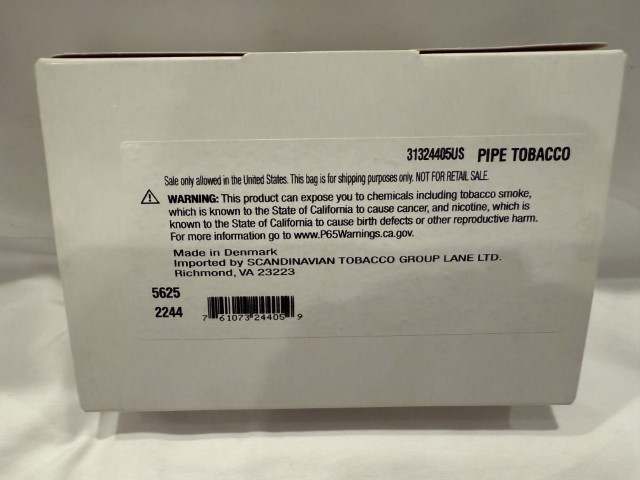 31324405US PIPE TOBACCO
Sale only allowed in the United States. This bag is for shipping purposes only. NOT FOR RETAIL SALE.
WARNING: This product can expose you to chemicals including tobacco smoke,
which is known to the State of California to cause cancer, and nicotine, which is
known to the State of California to cause birth defects or other reproductive harm.
For more information go to www.P65Warnings.ca.gov.
Made in Denmark
Imported by SCANDINAVIAN TOBACCO GROUP LANE LTD.
Richmond, VA 23223
5625
2244
7 61073 24405 9